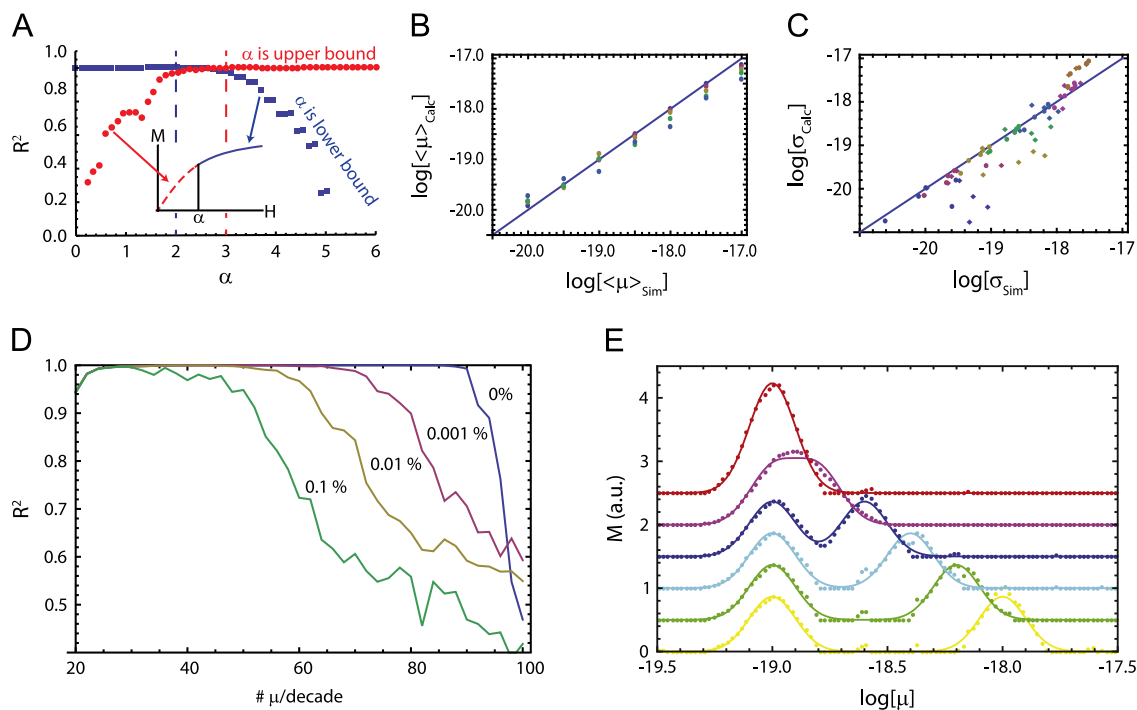 A
1.0
0.8
0.6
0.4
0.2
0.0
R²
0
1
2
3
4
5
6
α
α is upper bound
α is lower bound
M
H
α
B
-17.0
-18.0
-19.0
-20.0
log[<μ>Calc]
-20.0
-19.0
-18.0
-17.0
log[<μ>Sim]
C
-17
-18
-19
-20
log[σCalc]
-20
-19
-18
-17
log[σSim]
D
1.0
0.9
0.8
0.7
0.6
0.5
R²
20
40
60
80
100
# μ/decade
0%
0.001 %
0.01 %
0.1 %
E
4
3
2
1
0
M (a.u.)
-19.5
-19.0
-18.5
-18.0
-17.5
log[μ]